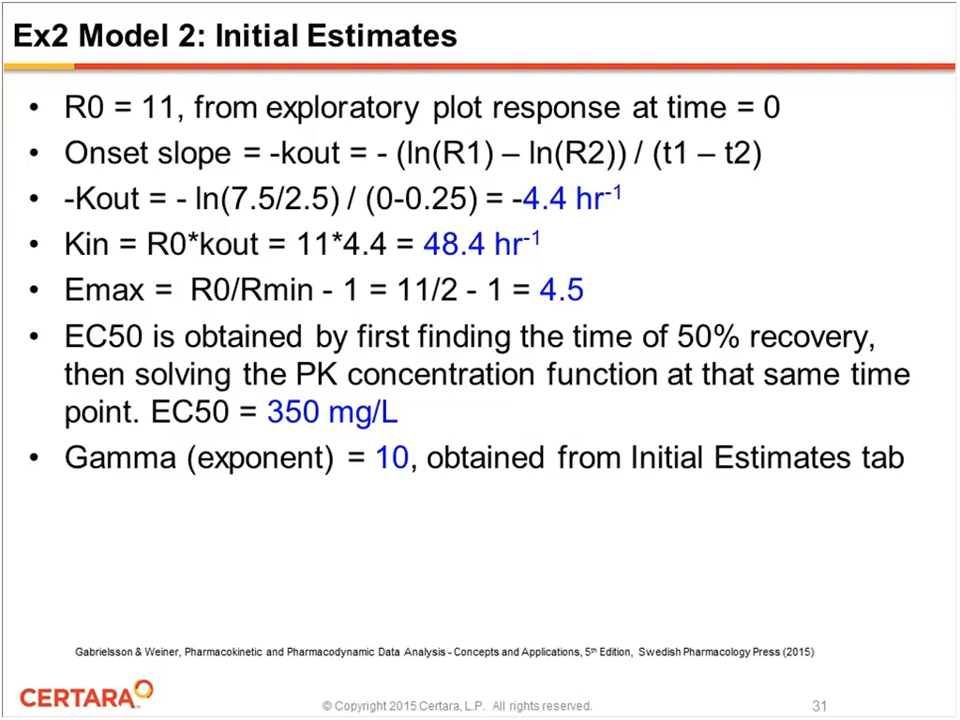 Ex2 Model 2: Initial Estimates
• R0 = 11, from exploratory plot response at time = 0
• Onset slope = -kout = - (ln(R1) – ln(R2)) / (t1 – t2)
• -Kout = - ln(7.5/2.5) / (0-0.25) = -4.4 hr⁻¹
• Kin = R0*kout = 11*4.4 = 48.4 hr⁻¹
• Emax = R0/Rmin - 1 = 11/2 - 1 = 4.5
• EC50 is obtained by first finding the time of 50% recovery,
then solving the PK concentration function at that same time
point. EC50 = 350 mg/L
• Gamma (exponent) = 10, obtained from Initial Estimates tab
Gabrielsson & Weiner, Pharmacokinetic and Pharmacodynamic Data Analysis - Concepts and Applications, 5th Edition, Swedish Pharmacology Press (2015)
CERTARA
© Copyright 2015 Certara, L.P. All rights reserved.
31